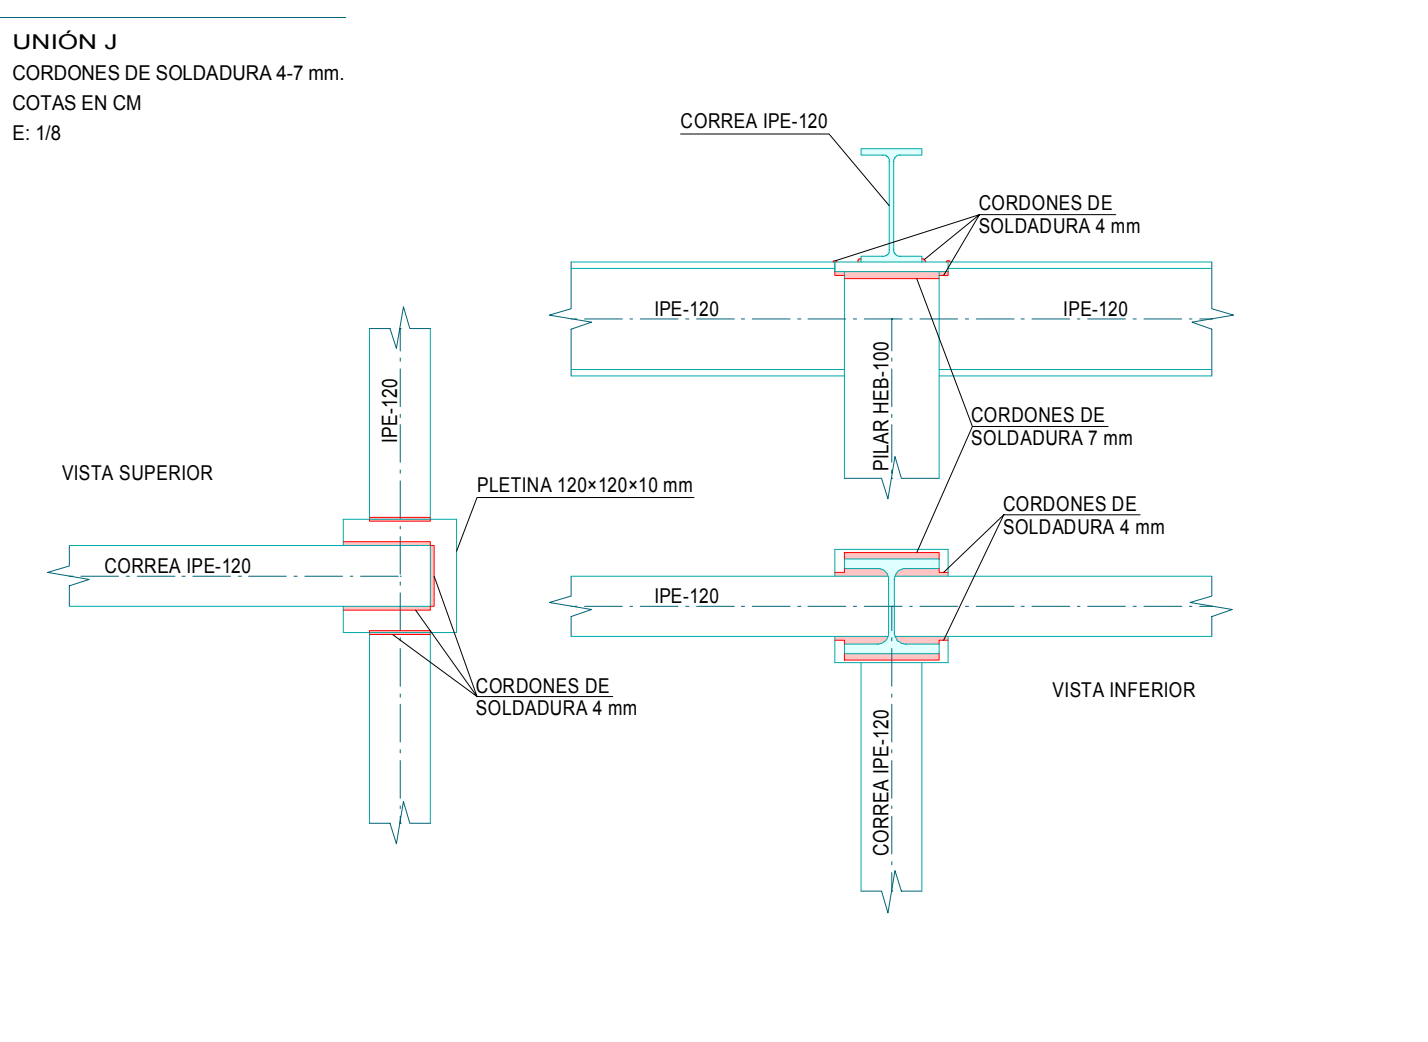 UNIÓN J
CORDONES DE SOLDADURA 4-7 mm.
COTAS EN CM
E: 1/8
CORREA IPE-120
CORDONES DE
SOLDADURA 4 mm
IPE-120
IPE-120
PILAR HEB-100
CORDONES DE
SOLDADURA 7 mm
IPE-120
VISTA SUPERIOR
PLETINA 120×120×10 mm
CORREA IPE-120
CORDONES DE
SOLDADURA 4 mm
CORDONES DE
SOLDADURA 4 mm
IPE-120
VISTA INFERIOR
CORREA IPE-120